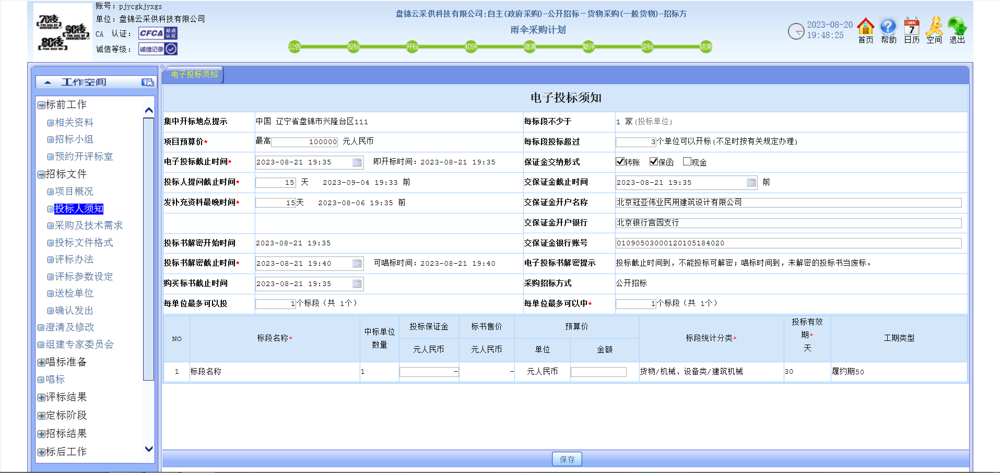 账号：pjycgkjyxgs
单位：盘锦云采供科技有限公司
CA 认证：
CFCA 站点认证
诚信等级：
诚信记录
70後
90後
80後
盘锦云采供科技有限公司:自主(政府采购)-公开招标－货物采购(一般货物)-招标方
雨伞采购计划
公告 投标 开标 初评 澄清 复评 定标 结束
2023-08-20
19:48:25
JAN
7
首页 帮助 日历 空间 退出
工作空间
标前工作
相关资料
招标小组
预约开评标室
招标文件
项目概况
投标人须知
采购及技术需求
投标文件格式
评标办法
评标参数设定
送检单位
确认发出
澄清及修改
组建专家委员会
唱标准备
唱标
评标结果
定标阶段
招标结果
标后工作
电子投标须知
电子投标须知
集中开标地点提示 中国 辽宁省盘锦市兴隆台区111 每标段不少于 1 家(投标单位)
项目预算价* 最高 100000 元人民币 每标段投标超过 3个单位可以开标(不足时按有关规定办理)
电子投标截止时间* 2023-08-21 19:35 即开标时间：2023-08-21 19:35 保证金交纳形式 转账 保函 现金
投标人提问截止时间* 15 天 2023-09-04 19:33 前 交保证金截止时间 2023-08-21 19:35 前
发补充资料最晚时间* 15天 2023-08-06 19:35 前 交保证金开户名称 北京冠亚伟业民用建筑设计有限公司
交保证金开户银行 北京银行宫园支行
投标书解密开始时间 2023-08-21 19:35 交保证金银行账号 01090503000120105184020
投标书解密截止时间* 2023-08-21 19:40 可唱标时间：2023-08-21 19:40 电子投标书解密提示 投标截止时间到，不能投标可解密；唱标时间到，未解密的投标书当废标。
购买标书截止时间 2023-08-21 19:35 采购招标方式 公开招标
每单位最多可以投 1个标段（共 1个） 每单位最多可以中* 1个标段（共 1个）
NO 标段名称* 中标单位数量 投标保证金 标书售价 预算价 标段统计分类* 投标有效期* 天 工期类型
元人民币 元人民币 单位 金额
1 标段名称 1 - - 元人民币 货物/机械、设备类/建筑机械 30 履约期50
保存